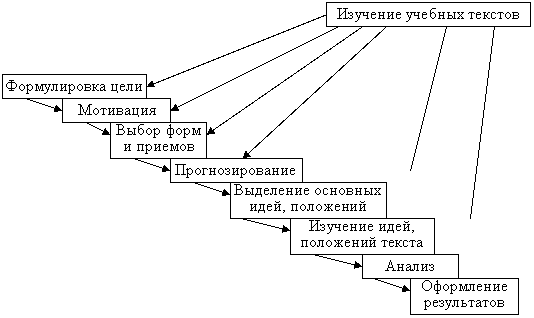 Изучение учебных текстов
Формулировка цели
Мотивация
Выбор форм
и приемов
Прогнозирование
Выделение основных
идей, положений
Изучение идей,
положений текста
Анализ
Оформление
результатов